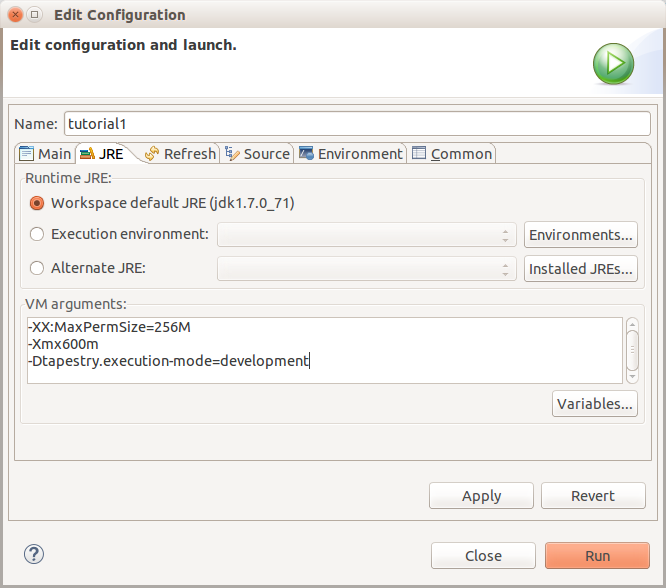 Edit Configuration
Edit configuration and launch.
Name: tutorial1
Main JRE Refresh Source Environment Common
Runtime JRE:
Workspace default JRE (jdk1.7.0_71)
Execution environment: Environments...
Alternate JRE: Installed JREs...
VM arguments:
-XX:MaxPermSize=256M
-Xmx600m
-Dtapestry.execution-mode=development
Variables...
Apply Revert
? Close Run